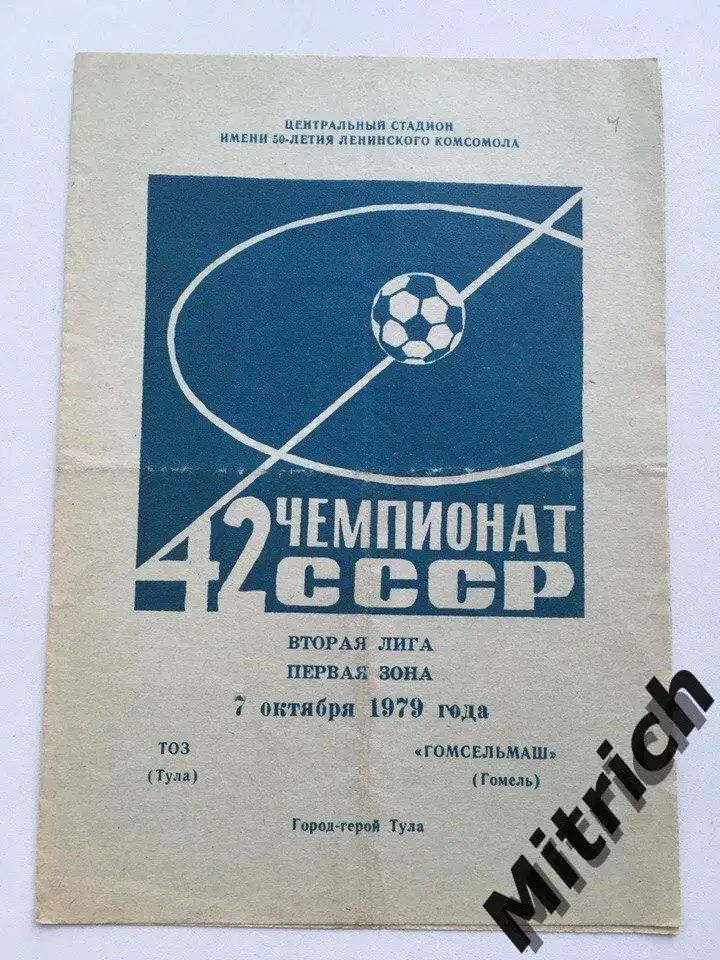 ЦЕНТРАЛЬНЫЙ СТАДИОН
ИМЕНИ 50-ЛЕТИЯ ЛЕНИНСКОГО КОМСОМОЛА
4
42 ЧЕМПИОНАТ
СССР
ВТОРАЯ ЛИГА
ПЕРВАЯ ЗОНА
7 октября 1979 года
ТОЗ
(Тула)
«ГОМСЕЛЬМАШ»
(Гомель)
Город-герой Тула
Mitrich